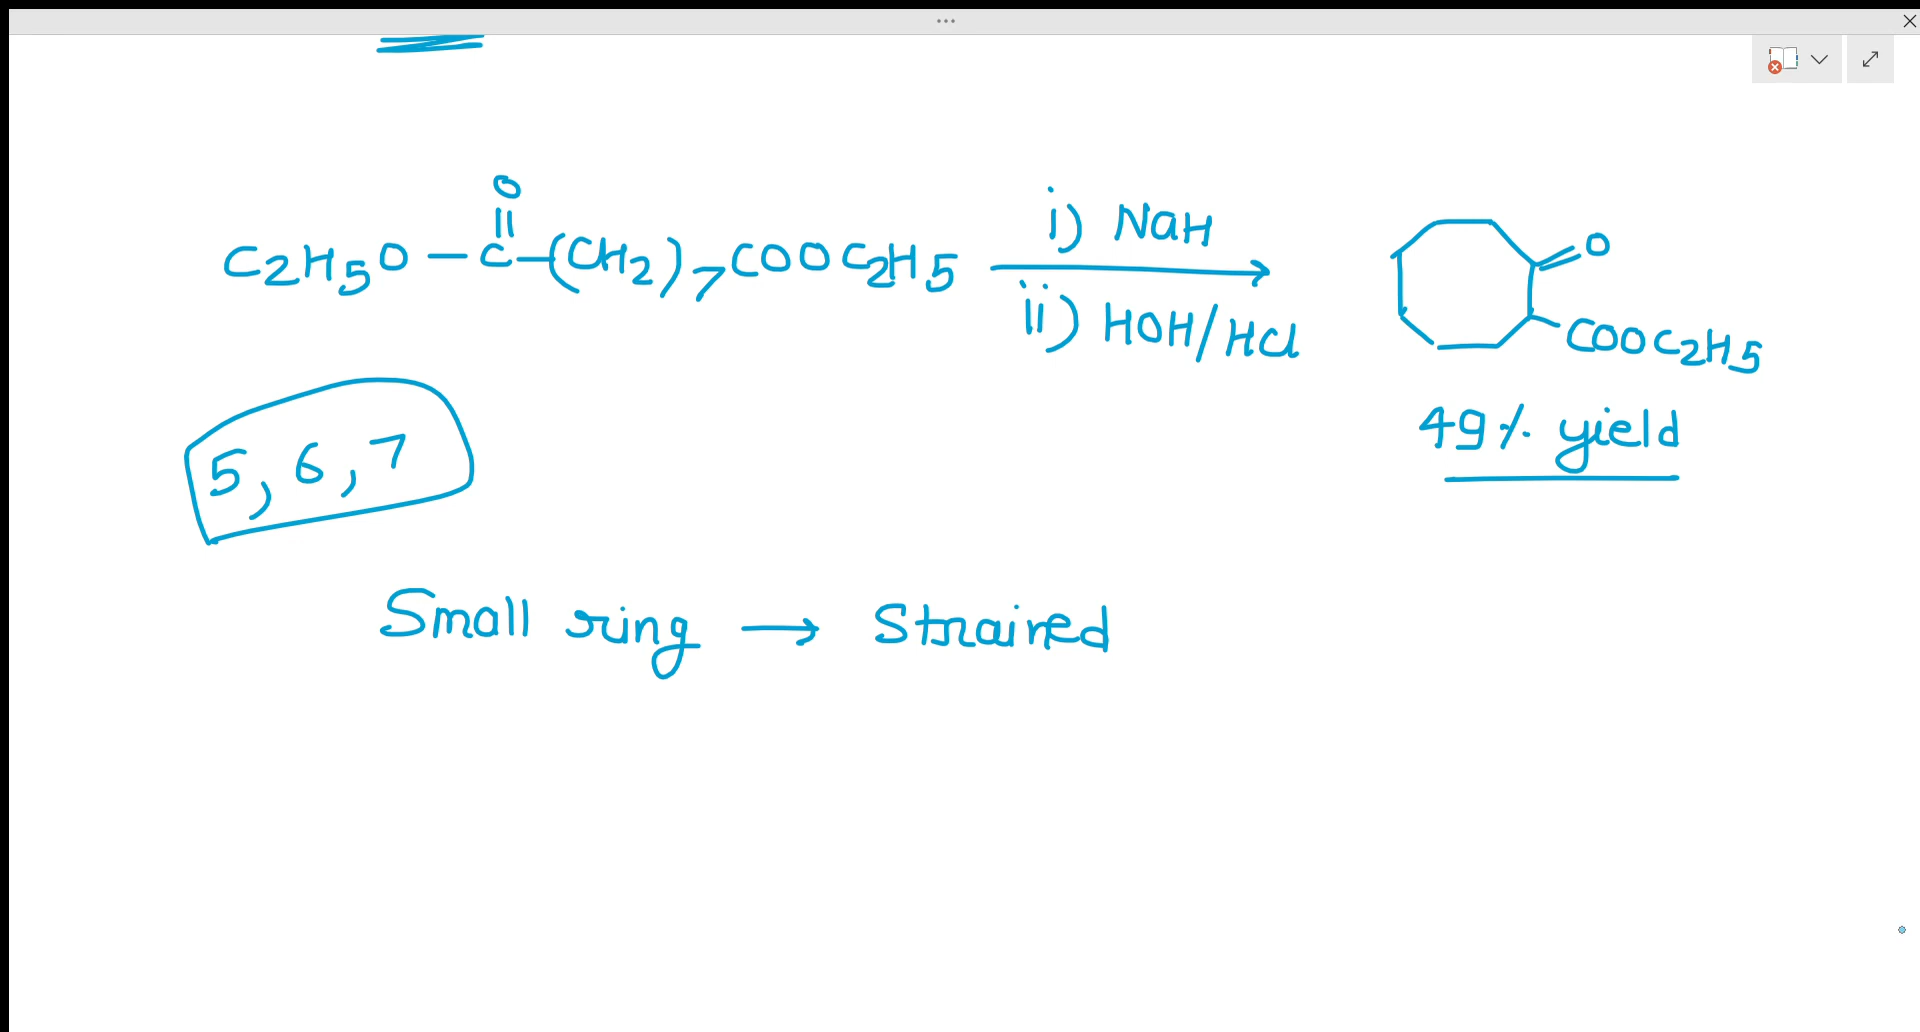 O
C2H5O-C-(CH2)7COOC2H5
i) NaH
ii) HOH/HCl
O
COOC2H5
49% yield
5, 6, 7
Small ring → Strained